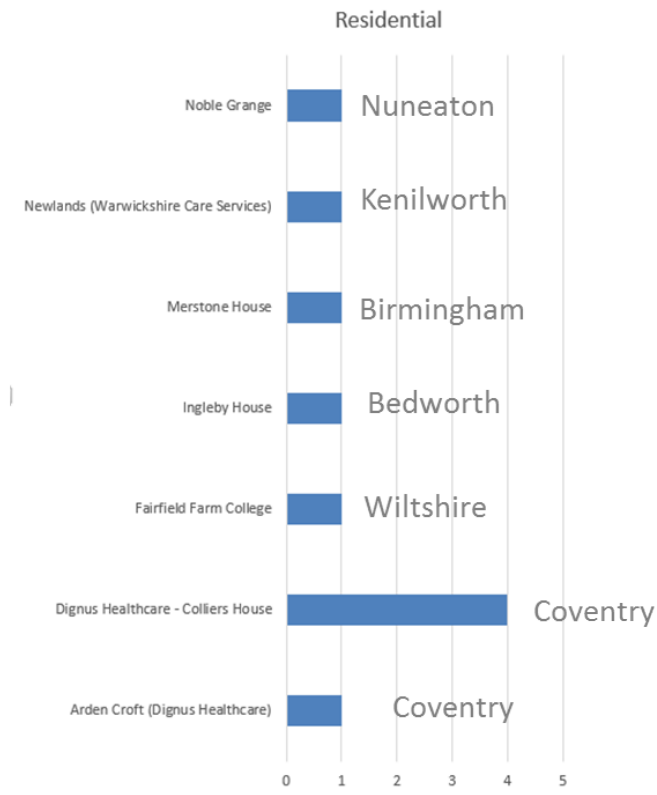 Residential
Noble Grange Nuneaton
Newlands (Warwickshire Care Services) Kenilworth
Merstone House Birmingham
Ingleby House Bedworth
Fairfield Farm College Wiltshire
Dignus Healthcare - Colliers House Coventry
Arden Croft (Dignus Healthcare) Coventry
0 1 2 3 4 5